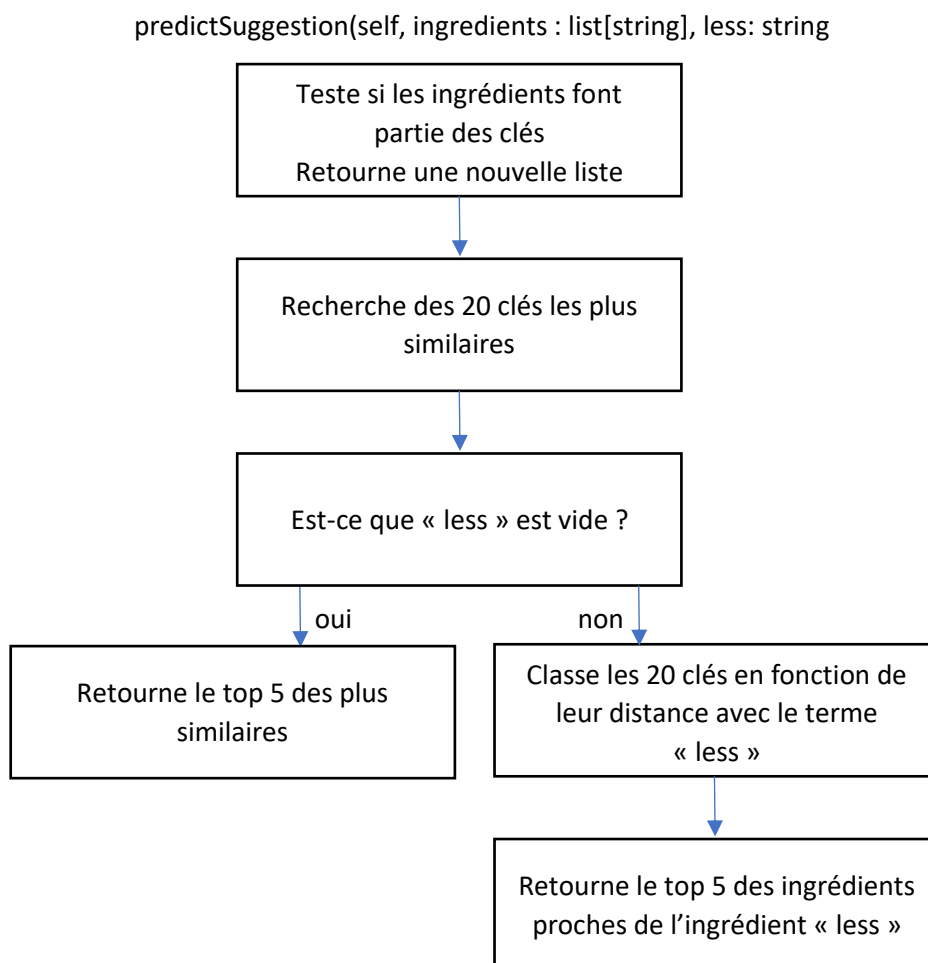 predictSuggestion(self, ingredients : list[string], less: string
Teste si les ingrédients font
partie des clés
Retourne une nouvelle liste
Recherche des 20 clés les plus
similaires
Est-ce que « less » est vide ?
oui
non
Retourne le top 5 des plus
similaires
Classe les 20 clés en fonction de
leur distance avec le terme
« less »
Retourne le top 5 des ingrédients
proches de l’ingrédient « less »